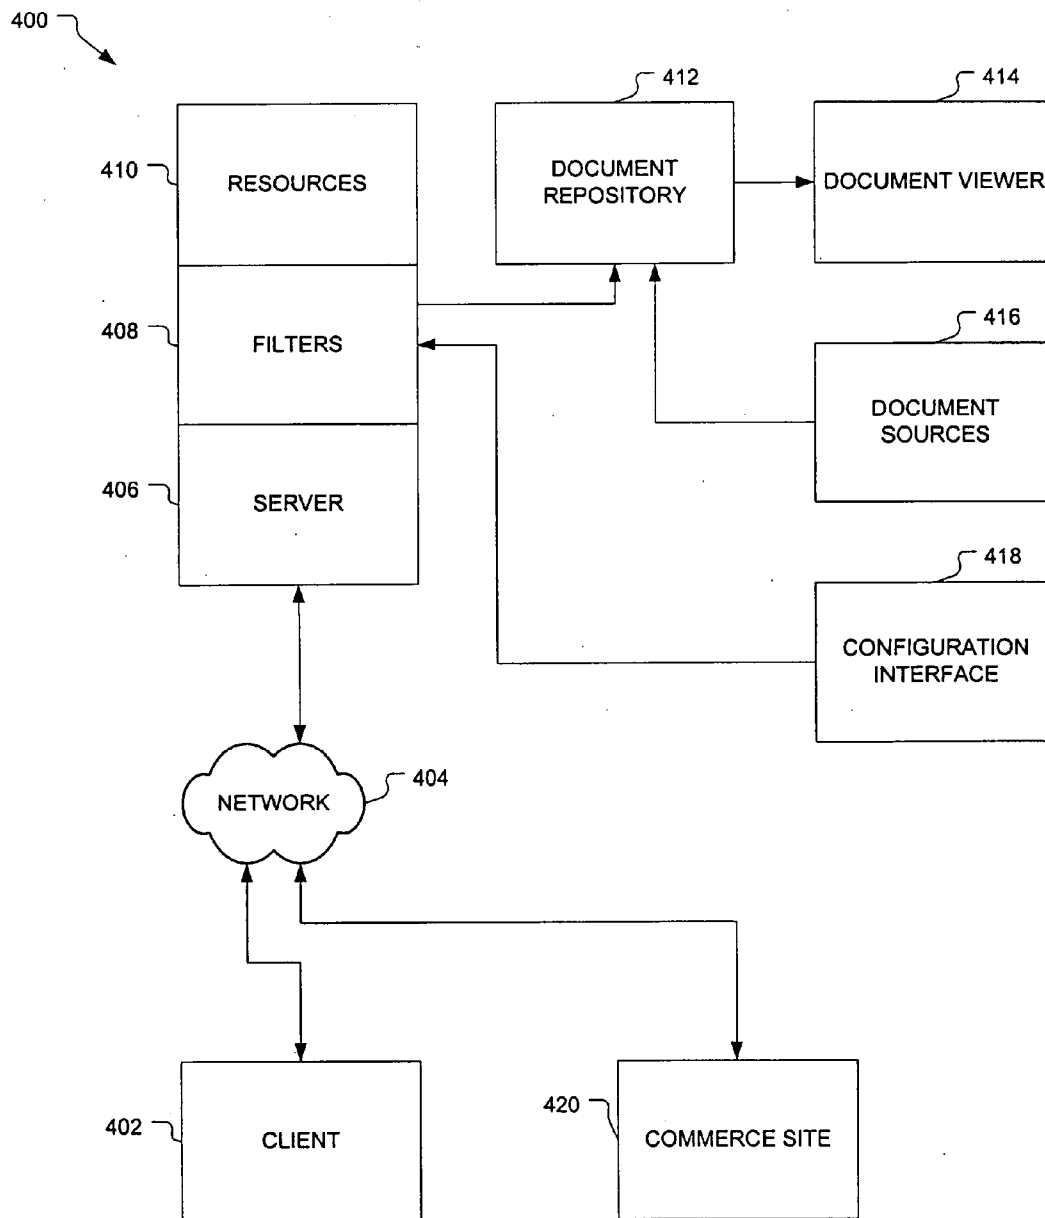 400
412
414
410
RESOURCES
DOCUMENT
REPOSITORY
DOCUMENT VIEWER
408
FILTERS
416
DOCUMENT
SOURCES
406
SERVER
418
CONFIGURATION
INTERFACE
NETWORK
404
402
CLIENT
420
COMMERCE SITE